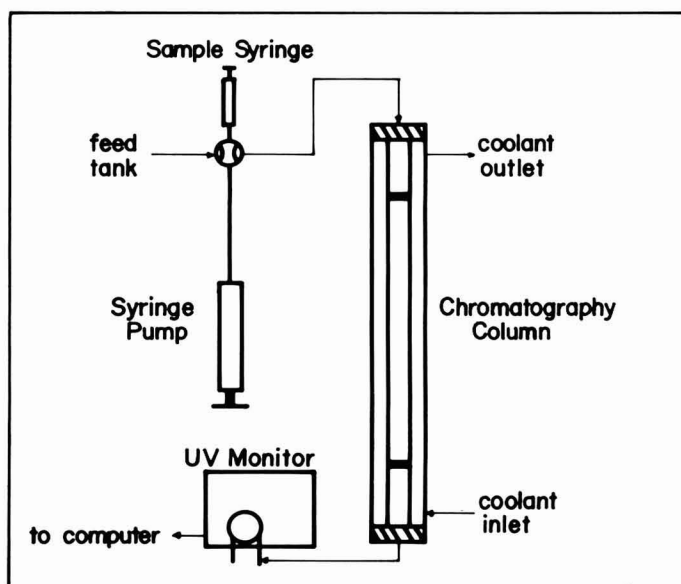 Sample Syringe
feed
tank
coolant
outlet
Syringe
Pump
Chromatography
Column
UV Monitor
to computer
coolant
inlet